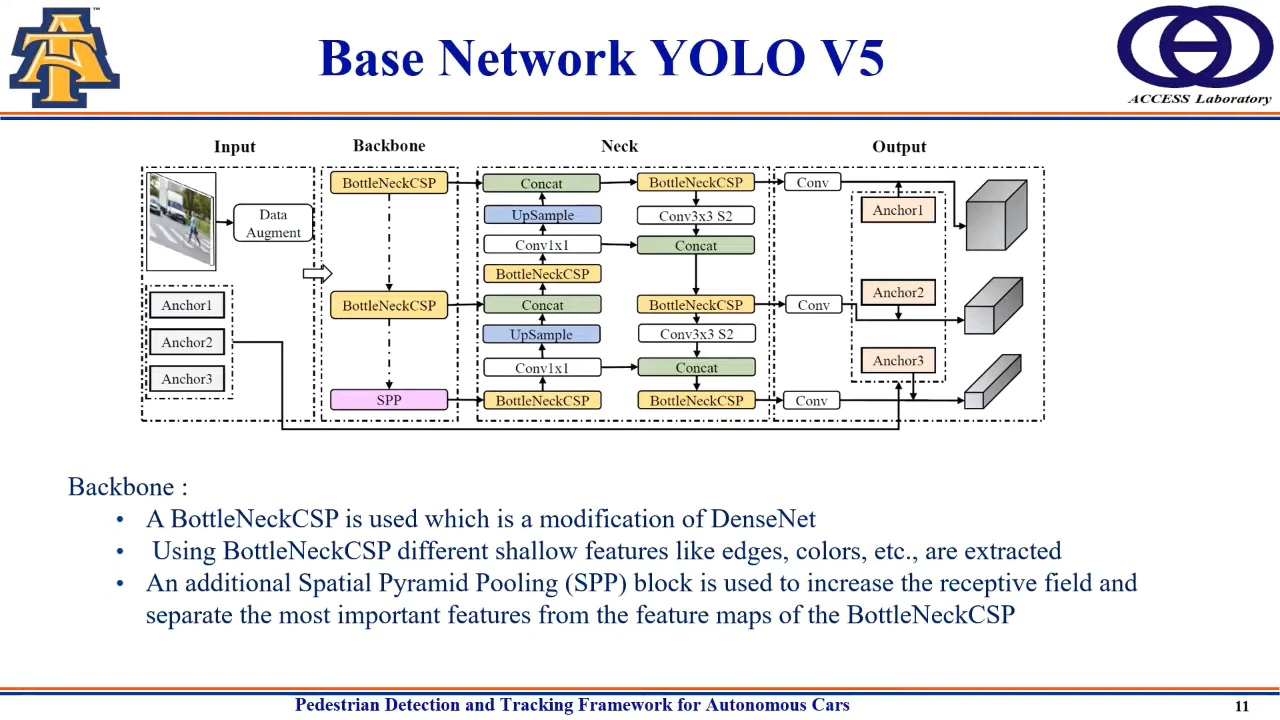 Base Network YOLO V5
AT
TM
ACCESS Laboratory
Input
Backbone
Neck
Output
Data
Augment
Anchor1
Anchor2
Anchor3
BottleNeckCSP
BottleNeckCSP
SPP
Concat
UpSample
Conv1x1
BottleNeckCSP
Concat
UpSample
Conv1x1
BottleNeckCSP
BottleNeckCSP
Conv3x3 S2
Concat
BottleNeckCSP
Conv3x3 S2
Concat
BottleNeckCSP
Conv
Conv
Conv
Anchor1
Anchor2
Anchor3
Backbone :
• A BottleNeckCSP is used which is a modification of DenseNet
• Using BottleNeckCSP different shallow features like edges, colors, etc., are extracted
• An additional Spatial Pyramid Pooling (SPP) block is used to increase the receptive field and
separate the most important features from the feature maps of the BottleNeckCSP
Pedestrian Detection and Tracking Framework for Autonomous Cars
11